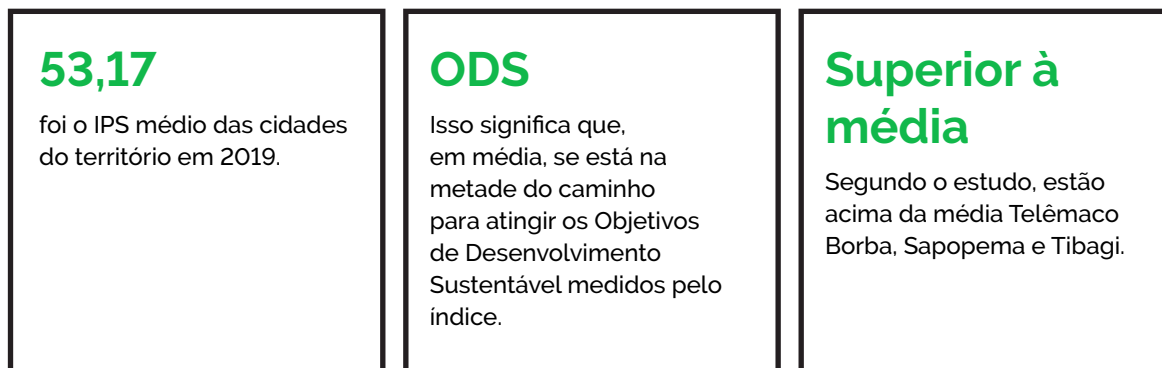 53,17
foi o IPS médio das cidades
do território em 2019.
ODS
Isso significa que,
em média, se está na
metade do caminho
para atingir os Objetivos
de Desenvolvimento
Sustentável medidos pelo
índice.
Superior à
média
Segundo o estudo, estão
acima da média Telêmaco
Borba, Sapopema e Tibagi.